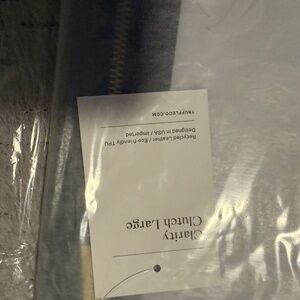 Clarity
Clutch Large
Recycled Leather / Eco-friendly TPU
Designed in USA / Imported
TRUFFLECO.COM